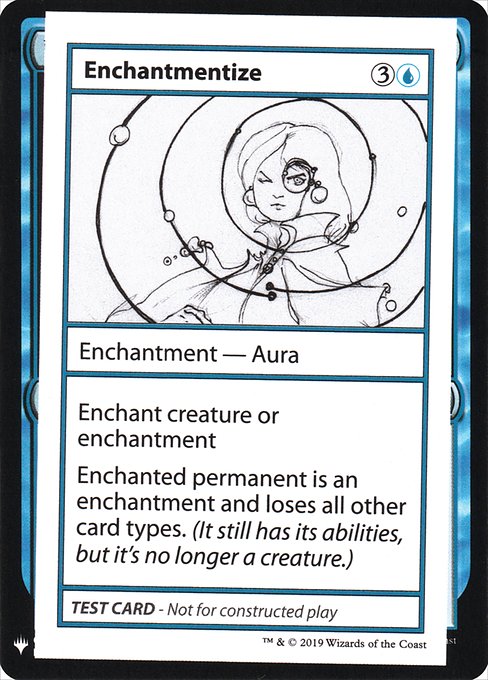 Enchantmentize 3
Enchantment — Aura
Enchant creature or
enchantment
Enchanted permanent is an
enchantment and loses all other
card types. (It still has its abilities,
but it's no longer a creature.)
TEST CARD - Not for constructed play
™ & © 2019 Wizards of the Coast